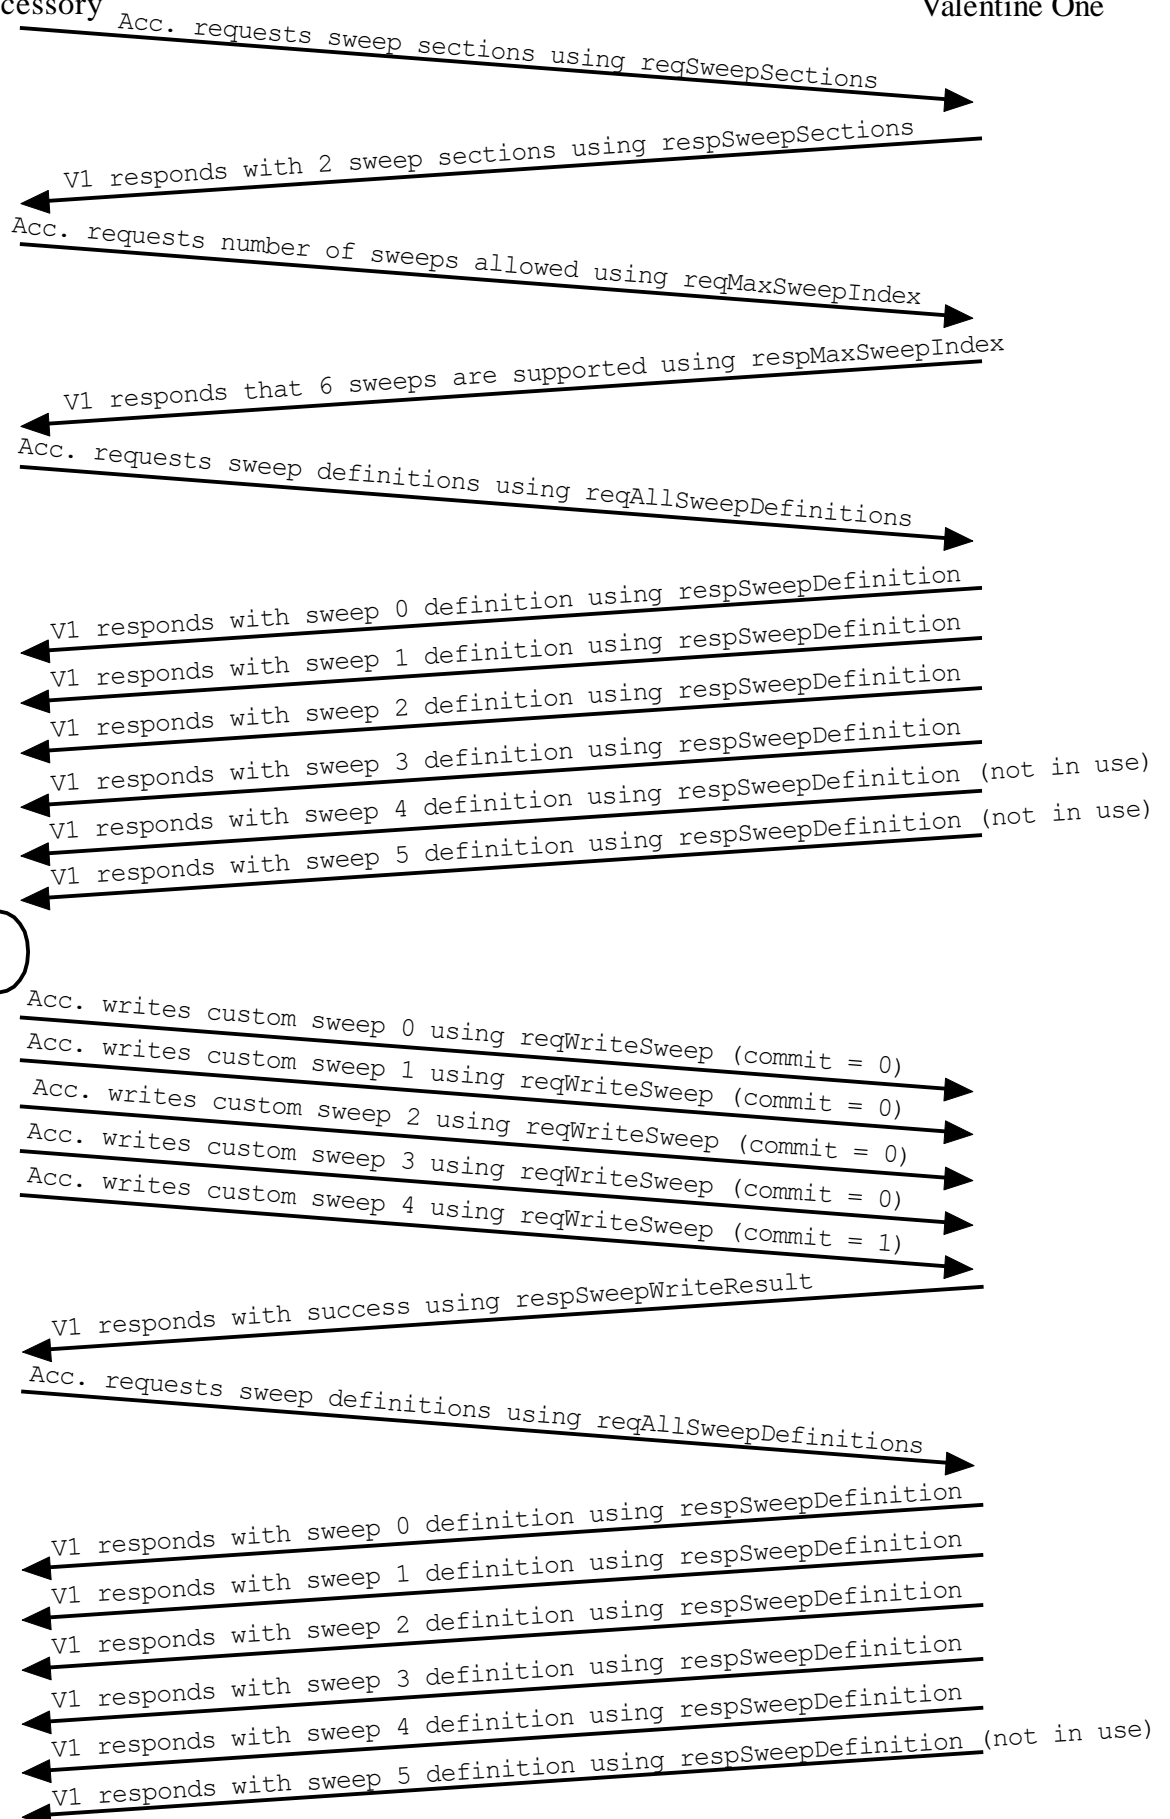 cessory
Valentine One
Acc. requests sweep sections using reqSweepSections
V1 responds with 2 sweep sections using respSweepSections
Acc. requests number of sweeps allowed using reqMaxSweepIndex
V1 responds that 6 sweeps are supported using respMaxSweepIndex
Acc. requests sweep definitions using reqAllSweepDefinitions
V1 responds with sweep 0 definition using respSweepDefinition
V1 responds with sweep 1 definition using respSweepDefinition
V1 responds with sweep 2 definition using respSweepDefinition
V1 responds with sweep 3 definition using respSweepDefinition
V1 responds with sweep 4 definition using respSweepDefinition (not in use)
V1 responds with sweep 5 definition using respSweepDefinition (not in use)
Acc. writes custom sweep 0 using reqWriteSweep (commit = 0)
Acc. writes custom sweep 1 using reqWriteSweep (commit = 0)
Acc. writes custom sweep 2 using reqWriteSweep (commit = 0)
Acc. writes custom sweep 3 using reqWriteSweep (commit = 0)
Acc. writes custom sweep 4 using reqWriteSweep (commit = 1)
V1 responds with success using respSweepWriteResult
Acc. requests sweep definitions using reqAllSweepDefinitions
V1 responds with sweep 0 definition using respSweepDefinition
V1 responds with sweep 1 definition using respSweepDefinition
V1 responds with sweep 2 definition using respSweepDefinition
V1 responds with sweep 3 definition using respSweepDefinition
V1 responds with sweep 4 definition using respSweepDefinition
V1 responds with sweep 5 definition using respSweepDefinition (not in use)